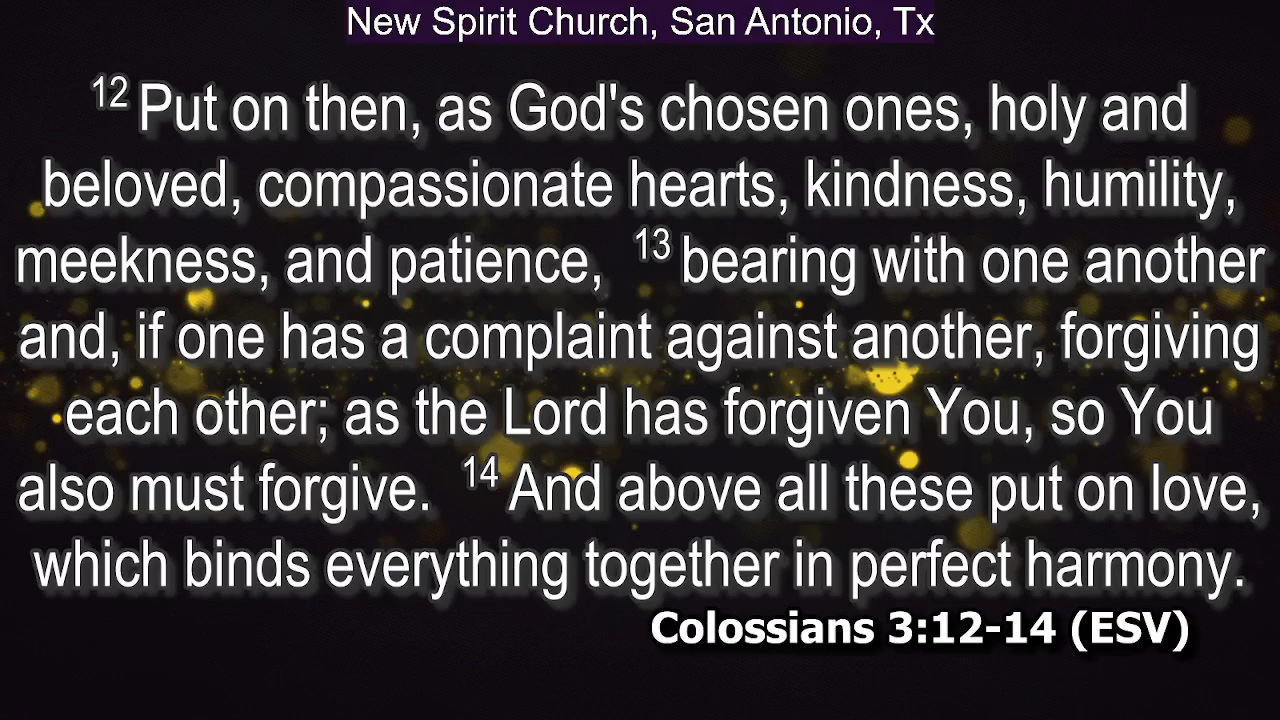 New Spirit Church, San Antonio, Tx
12 Put on then, as God's chosen ones, holy and
beloved, compassionate hearts, kindness, humility,
meekness, and patience, 13 bearing with one another
and, if one has a complaint against another, forgiving
each other; as the Lord has forgiven You, so You
also must forgive. 14 And above all these put on love,
which binds everything together in perfect harmony.
Colossians 3:12-14 (ESV)